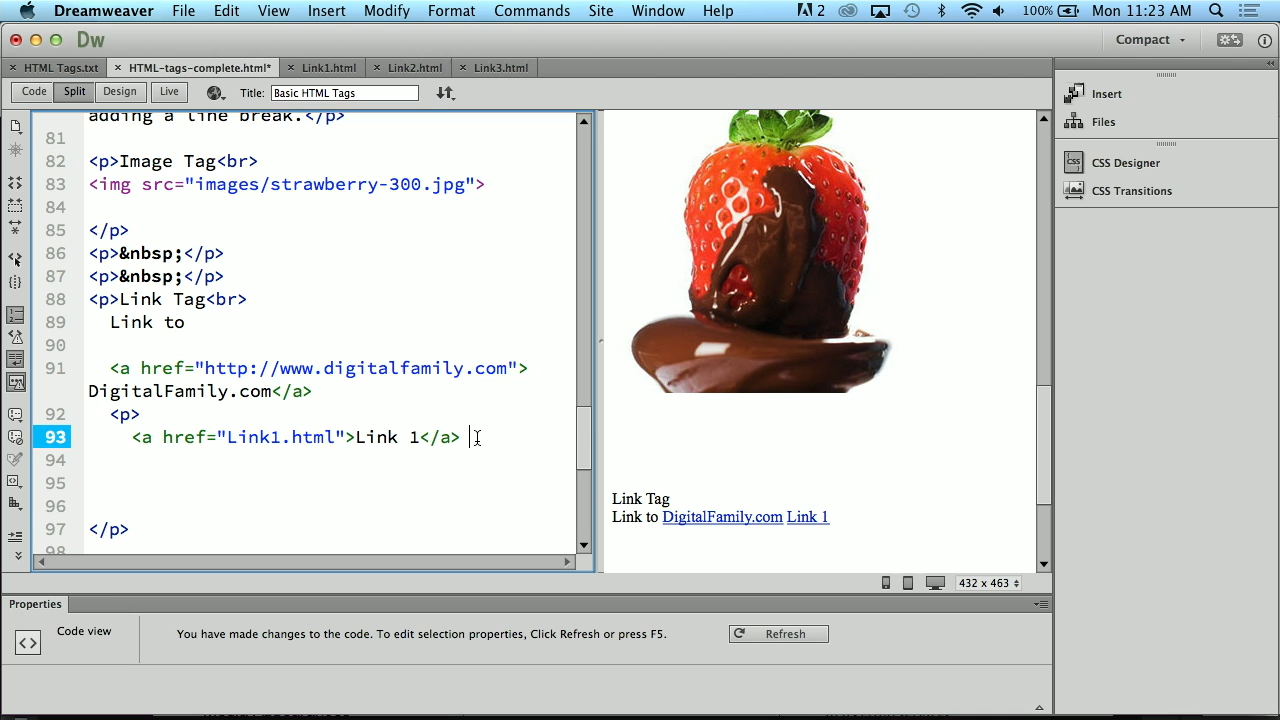 Dreamweaver File Edit View Insert Modify Format Commands Site Window Help 2 100% Mon 11:23 AM
Dw Compact
HTML Tags.txt HTML-tags-complete.html* Link1.html Link2.html Link3.html
Code Split Design Live Title: Basic HTML Tags
adding a line break.</p>
81
82 <p>Image Tag<br>
83 <img src="images/strawberry-300.jpg">
84
85 </p>
86 <p>&nbsp;</p>
87 <p>&nbsp;</p>
88 <p>Link Tag<br>
89 Link to
90
91 <a href="http://www.digitalfamily.com">
DigitalFamily.com</a>
92 <p>
93 <a href="Link1.html">Link 1</a>
94
95
96
97 </p>
98
Link Tag
Link to DigitalFamily.com Link 1
432 x 463
Insert
Files
CSS CSS Designer
CSS Transitions
Properties
Code view
You have made changes to the code. To edit selection properties, Click Refresh or press F5.
Refresh